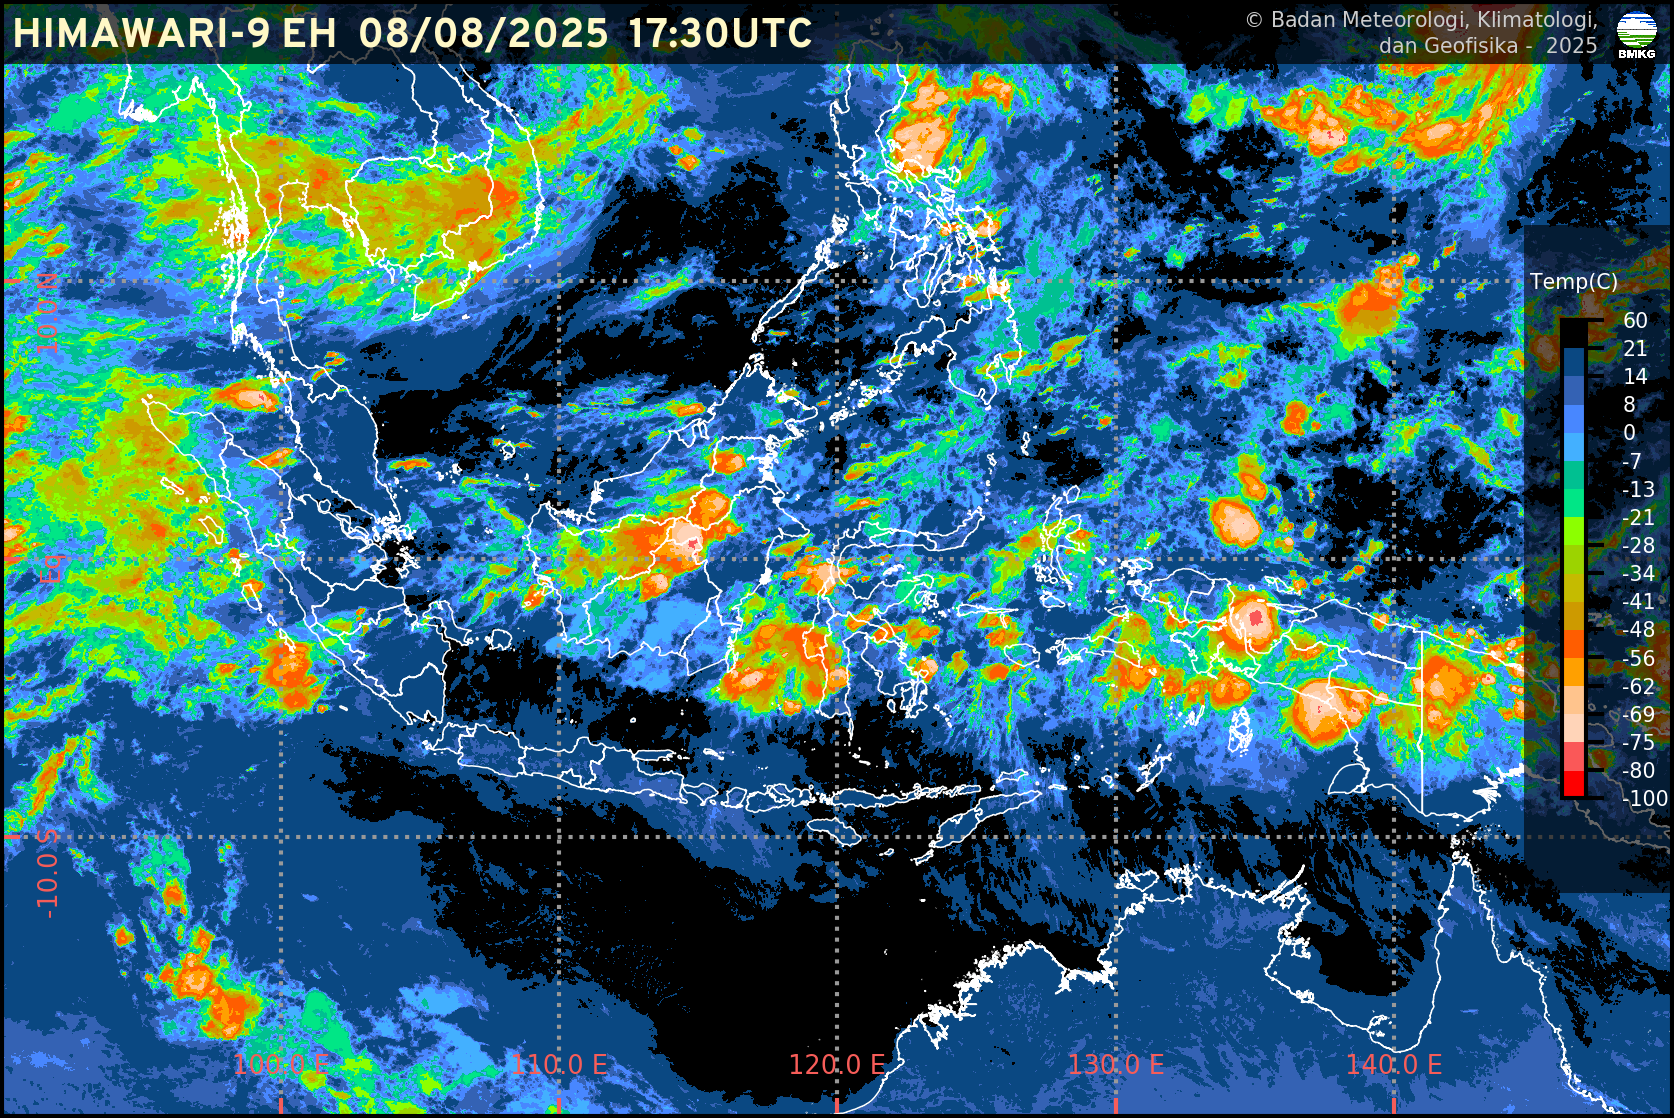 HIMAWARI-9 EH 08/08/2025 17:30UTC
© Badan Meteorologi, Klimatologi,
dan Geofisika - 2025
BMKG
Temp(C)
60
21
14
8
0
-7
-13
-21
-28
-34
-41
-48
-56
-62
-69
-75
-80
-100
10.0 N
Eq
-10.0 S
100.0 E
110.0 E
120.0 E
130.0 E
140.0 E